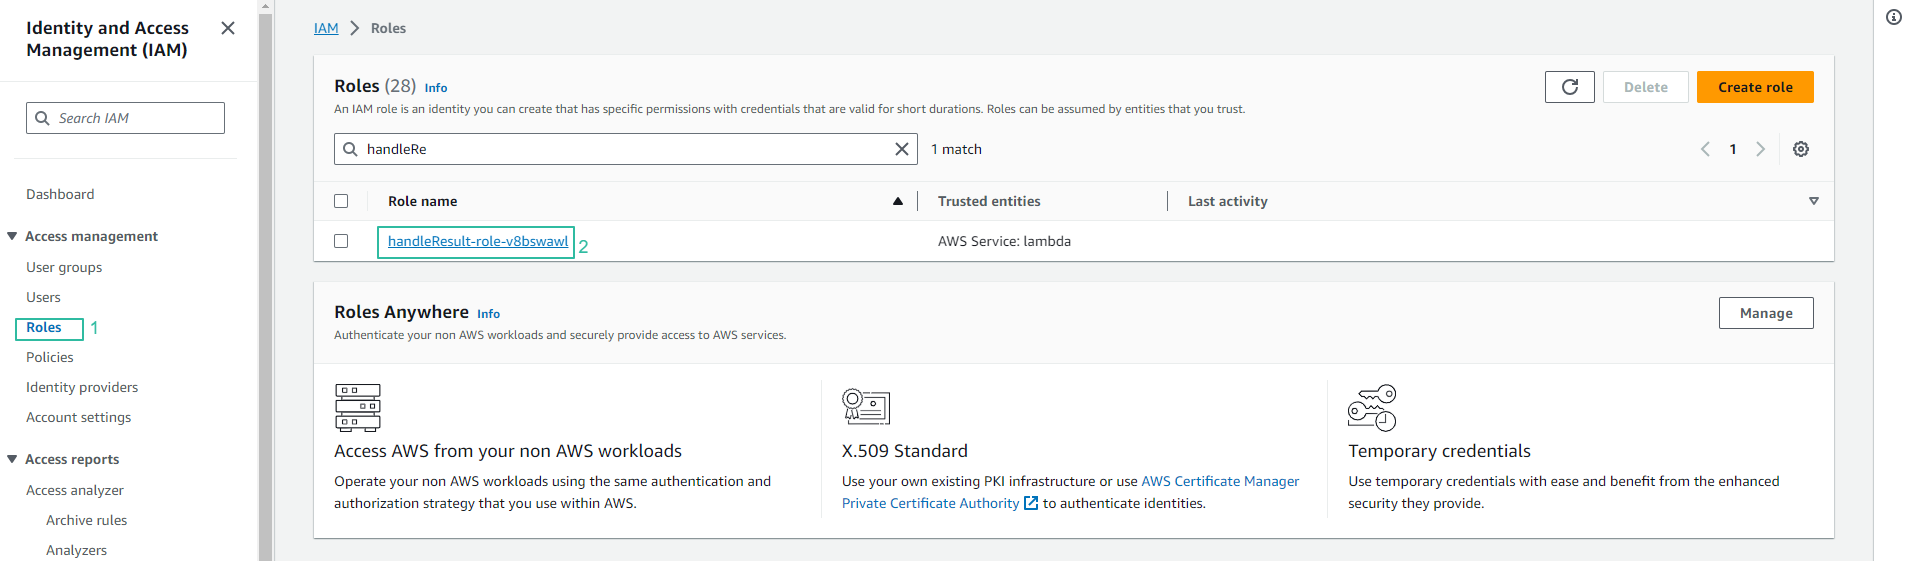 Identity and Access
Management (IAM)
Search IAM
Dashboard
Access management
User groups
Users
Roles 1
Policies
Identity providers
Account settings
Access reports
Access analyzer
Archive rules
Analyzers
IAM > Roles
Roles (28) Info
An IAM role is an identity you can create that has specific permissions with credentials that are valid for short durations. Roles can be assumed by entities that you trust.
Delete
Create role
handleRe
1 match
1
Role name
Trusted entities
Last activity
handleResult-role-v8bswawl 2
AWS Service: lambda
Roles Anywhere Info
Authenticate your non AWS workloads and securely provide access to AWS services.
Manage
Access AWS from your non AWS workloads
Operate your non AWS workloads using the same authentication and
authorization strategy that you use within AWS.
X.509 Standard
Use your own existing PKI infrastructure or use AWS Certificate Manager
Private Certificate Authority to authenticate identities.
Temporary credentials
Use temporary credentials with ease and benefit from the enhanced
security they provide.